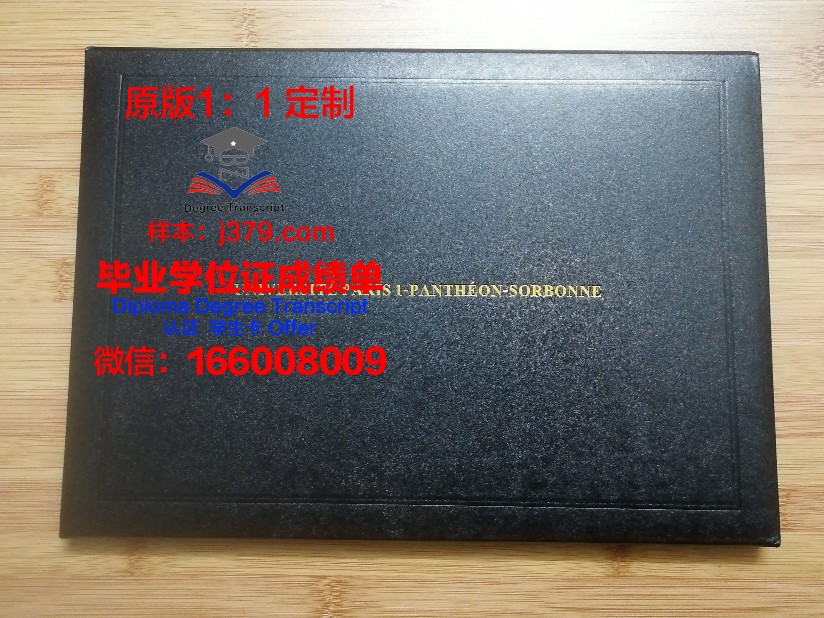 原版1：1 定制
Degree Transcript
样本：j379.com
毕业学位证成绩单
1-PANTHÉON-SORBONNE
Diploma Degree Transcript
认证 学生卡 Offer
微信：166008009